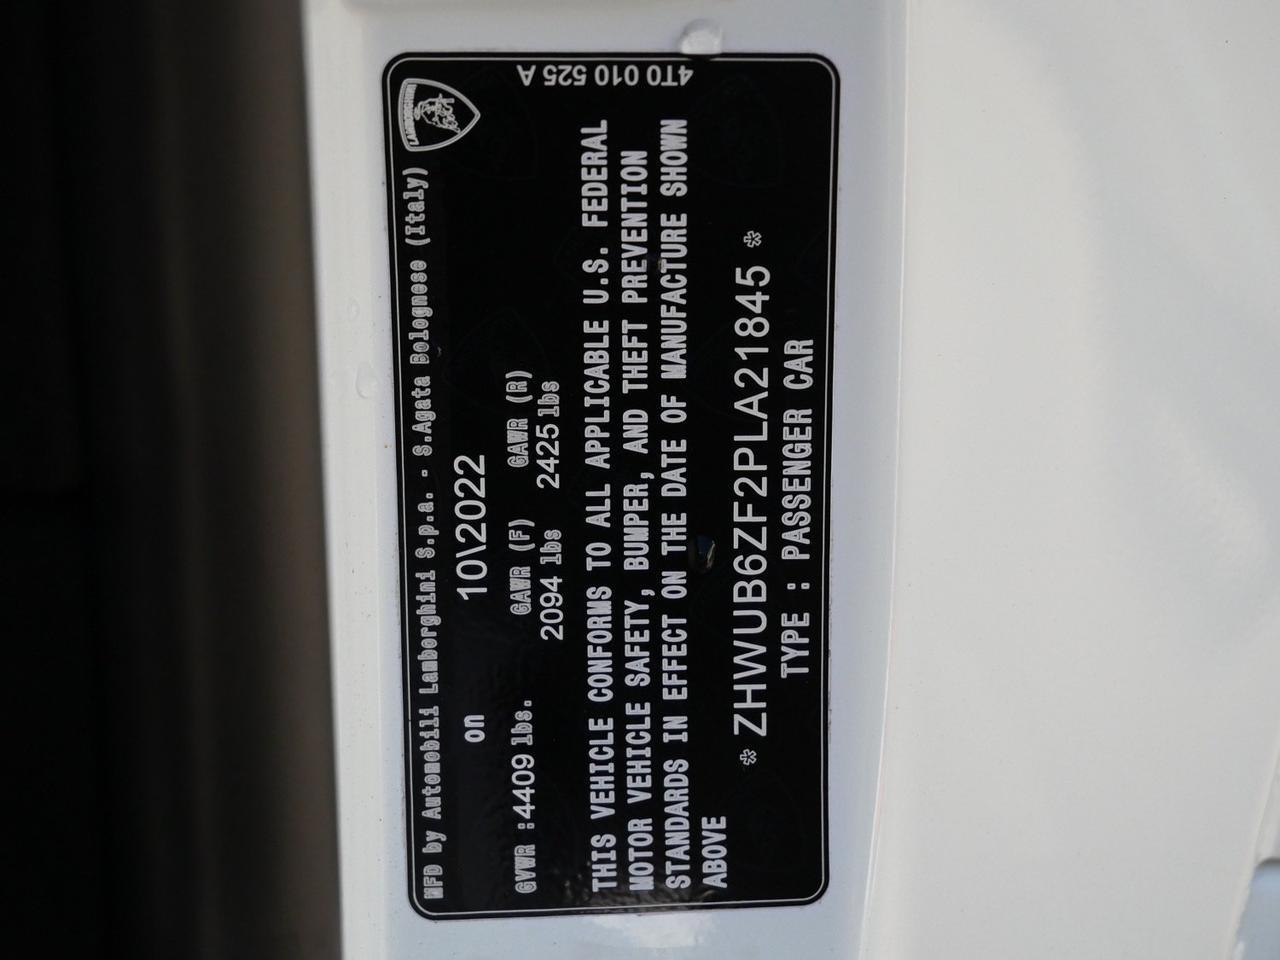 MFD by Automobili Lamborghini S.p.a. - S.Agata Bolognese (Italy)
LAMBORGHINI
on 10\2022
GVWR :4409 lbs. GAWR (F) GAWR (R)
2094 lbs 2425 lbs
THIS VEHICLE CONFORMS TO ALL APPLICABLE U.S. FEDERAL
MOTOR VEHICLE SAFETY, BUMPER, AND THEFT PREVENTION
STANDARDS IN EFFECT ON THE DATE OF MANUFACTURE SHOWN
ABOVE
* ZHWUB6ZF2PLA21845 *
TYPE : PASSENGER CAR
4T0 010 525 A